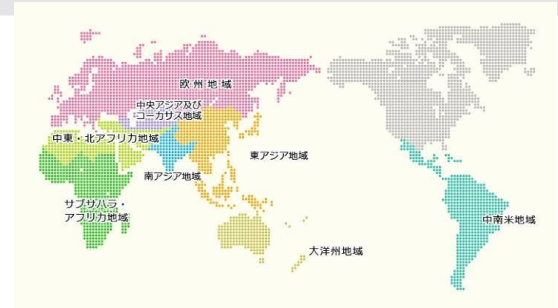 欧州地域
中央アジア及び
コーカサス地域
中東・北アフリカ地域
東アジア地域
南アジア地域
サブサハラ・
アフリカ地域
中南米地域
大洋州地域